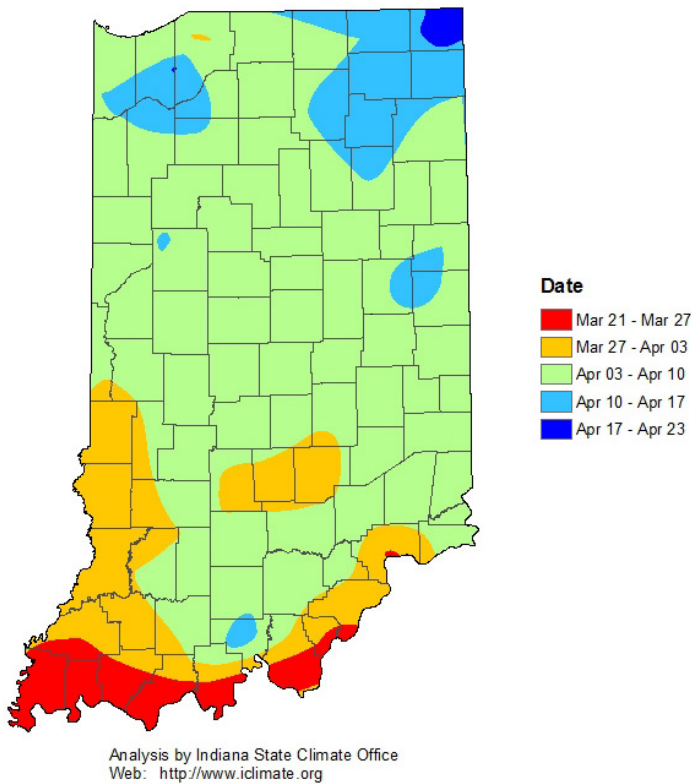 Date
Mar 21 - Mar 27
Mar 27 - Apr 03
Apr 03 - Apr 10
Apr 10 - Apr 17
Apr 17 - Apr 23
Analysis by Indiana State Climate Office
Web: http://www.iclimate.org